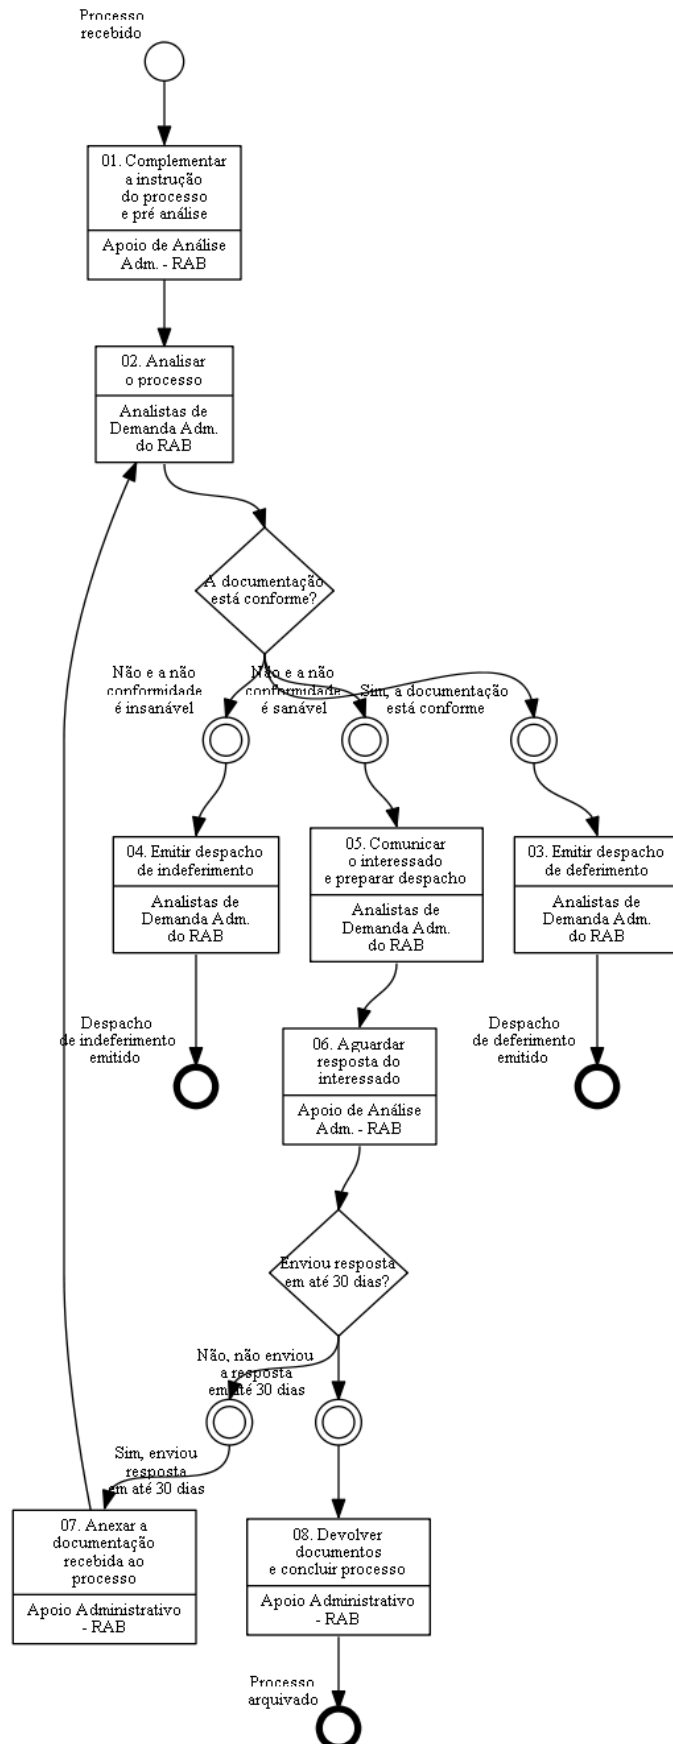 Processo
recebido
01. Complementar
a instrução
do processo
e pré análise
Apoio de Análise
Adm. - RAB
02. Analisar
o processo
Analistas de
Demanda Adm.
do RAB
A documentação
está conforme?
Não e a não
conformidade
é insanável
Não e a não
conformidade
é sanável
Sim, a documentação
está conforme
04. Emitir despacho
de indeferimento
Analistas de
Demanda Adm.
do RAB
05. Comunicar
o interessado
e preparar despacho
Analistas de
Demanda Adm.
do RAB
03. Emitir despacho
de deferimento
Analistas de
Demanda Adm.
do RAB
Despacho
de indeferimento
emitido
Despacho
de deferimento
emitido
06. Aguardar
resposta do
interessado
Apoio de Análise
Adm. - RAB
Enviou resposta
em até 30 dias?
Não, não enviou
a resposta
em até 30 dias
Sim, enviou
resposta
em até 30 dias
07. Anexar a
documentação
recebida ao
processo
Apoio Administrativo
- RAB
08. Devolver
documentos
e concluir processo
Apoio Administrativo
- RAB
Processo
arquivado